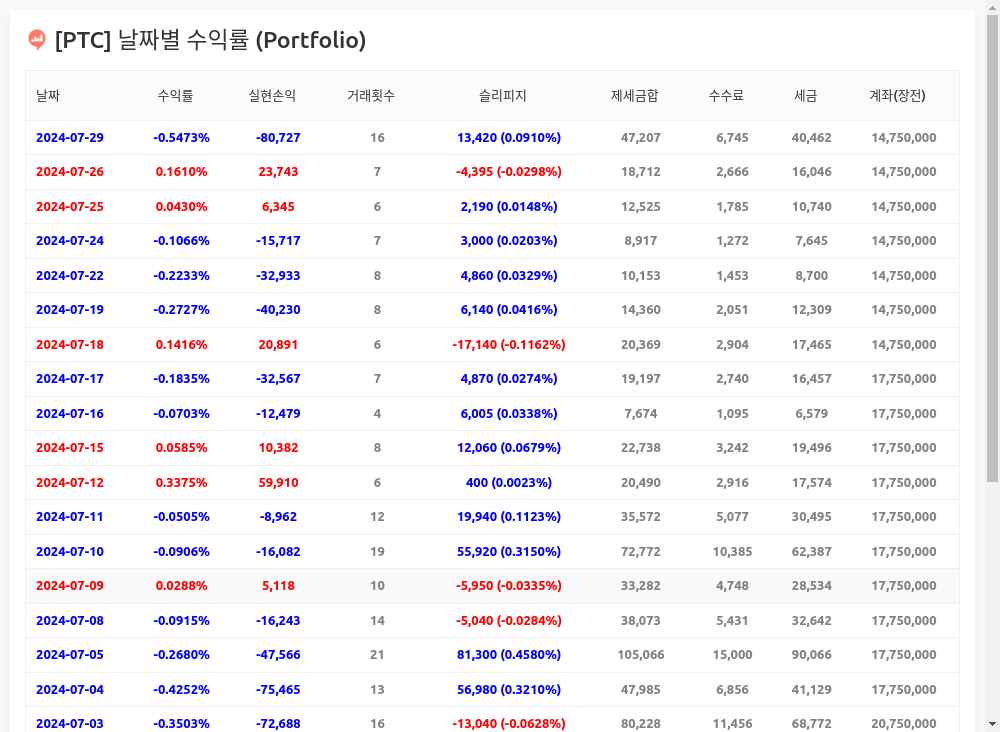 [PTC] 날짜별 수익률 (Portfolio)
날짜 수익률 실현손익 거래횟수 슬리피지 제세금합 수수료 세금 계좌(장전)
2024-07-29 -0.5473% -80,727 16 13,420 (0.0910%) 47,207 6,745 40,462 14,750,000
2024-07-26 0.1610% 23,743 7 -4,395 (-0.0298%) 18,712 2,666 16,046 14,750,000
2024-07-25 0.0430% 6,345 6 2,190 (0.0148%) 12,525 1,785 10,740 14,750,000
2024-07-24 -0.1066% -15,717 7 3,000 (0.0203%) 8,917 1,272 7,645 14,750,000
2024-07-22 -0.2233% -32,933 8 4,860 (0.0329%) 10,153 1,453 8,700 14,750,000
2024-07-19 -0.2727% -40,230 8 6,140 (0.0416%) 14,360 2,051 12,309 14,750,000
2024-07-18 0.1416% 20,891 6 -17,140 (-0.1162%) 20,369 2,904 17,465 14,750,000
2024-07-17 -0.1835% -32,567 7 4,870 (0.0274%) 19,197 2,740 16,457 17,750,000
2024-07-16 -0.0703% -12,479 4 6,005 (0.0338%) 7,674 1,095 6,579 17,750,000
2024-07-15 0.0585% 10,382 8 12,060 (0.0679%) 22,738 3,242 19,496 17,750,000
2024-07-12 0.3375% 59,910 6 400 (0.0023%) 20,490 2,916 17,574 17,750,000
2024-07-11 -0.0505% -8,962 12 19,940 (0.1123%) 35,572 5,077 30,495 17,750,000
2024-07-10 -0.0906% -16,082 19 55,920 (0.3150%) 72,772 10,385 62,387 17,750,000
2024-07-09 0.0288% 5,118 10 -5,950 (-0.0335%) 33,282 4,748 28,534 17,750,000
2024-07-08 -0.0915% -16,243 14 -5,040 (-0.0284%) 38,073 5,431 32,642 17,750,000
2024-07-05 -0.2680% -47,566 21 81,300 (0.4580%) 105,066 15,000 90,066 17,750,000
2024-07-04 -0.4252% -75,465 13 56,980 (0.3210%) 47,985 6,856 41,129 17,750,000
2024-07-03 -0.3503% -72,688 16 -13,040 (-0.0628%) 80,228 11,456 68,772 20,750,000